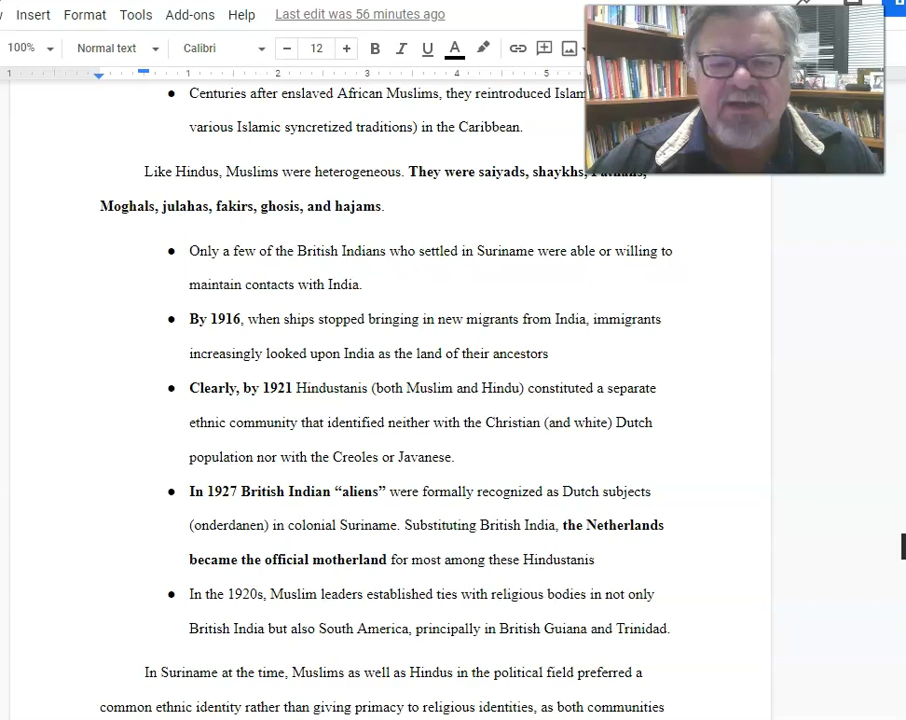 Insert Format Tools Add-ons Help Last edit was 56 minutes ago
100% Normal text Calibri 12 B I U A
1 1 2 3 4 5
Centuries after enslaved African Muslims, they reintroduced Islam
various Islamic syncretized traditions) in the Caribbean.
Like Hindus, Muslims were heterogeneous. They were saiyads, shaykhs,
Moghals, julahas, fakirs, ghosis, and hajams.
● Only a few of the British Indians who settled in Suriname were able or willing to
maintain contacts with India.
● By 1916, when ships stopped bringing in new migrants from India, immigrants
increasingly looked upon India as the land of their ancestors
● Clearly, by 1921 Hindustanis (both Muslim and Hindu) constituted a separate
ethnic community that identified neither with the Christian (and white) Dutch
population nor with the Creoles or Javanese.
● In 1927 British Indian “aliens” were formally recognized as Dutch subjects
(onderdanen) in colonial Suriname. Substituting British India, the Netherlands
became the official motherland for most among these Hindustanis
● In the 1920s, Muslim leaders established ties with religious bodies in not only
British India but also South America, principally in British Guiana and Trinidad.
In Suriname at the time, Muslims as well as Hindus in the political field preferred a
common ethnic identity rather than giving primacy to religious identities, as both communities